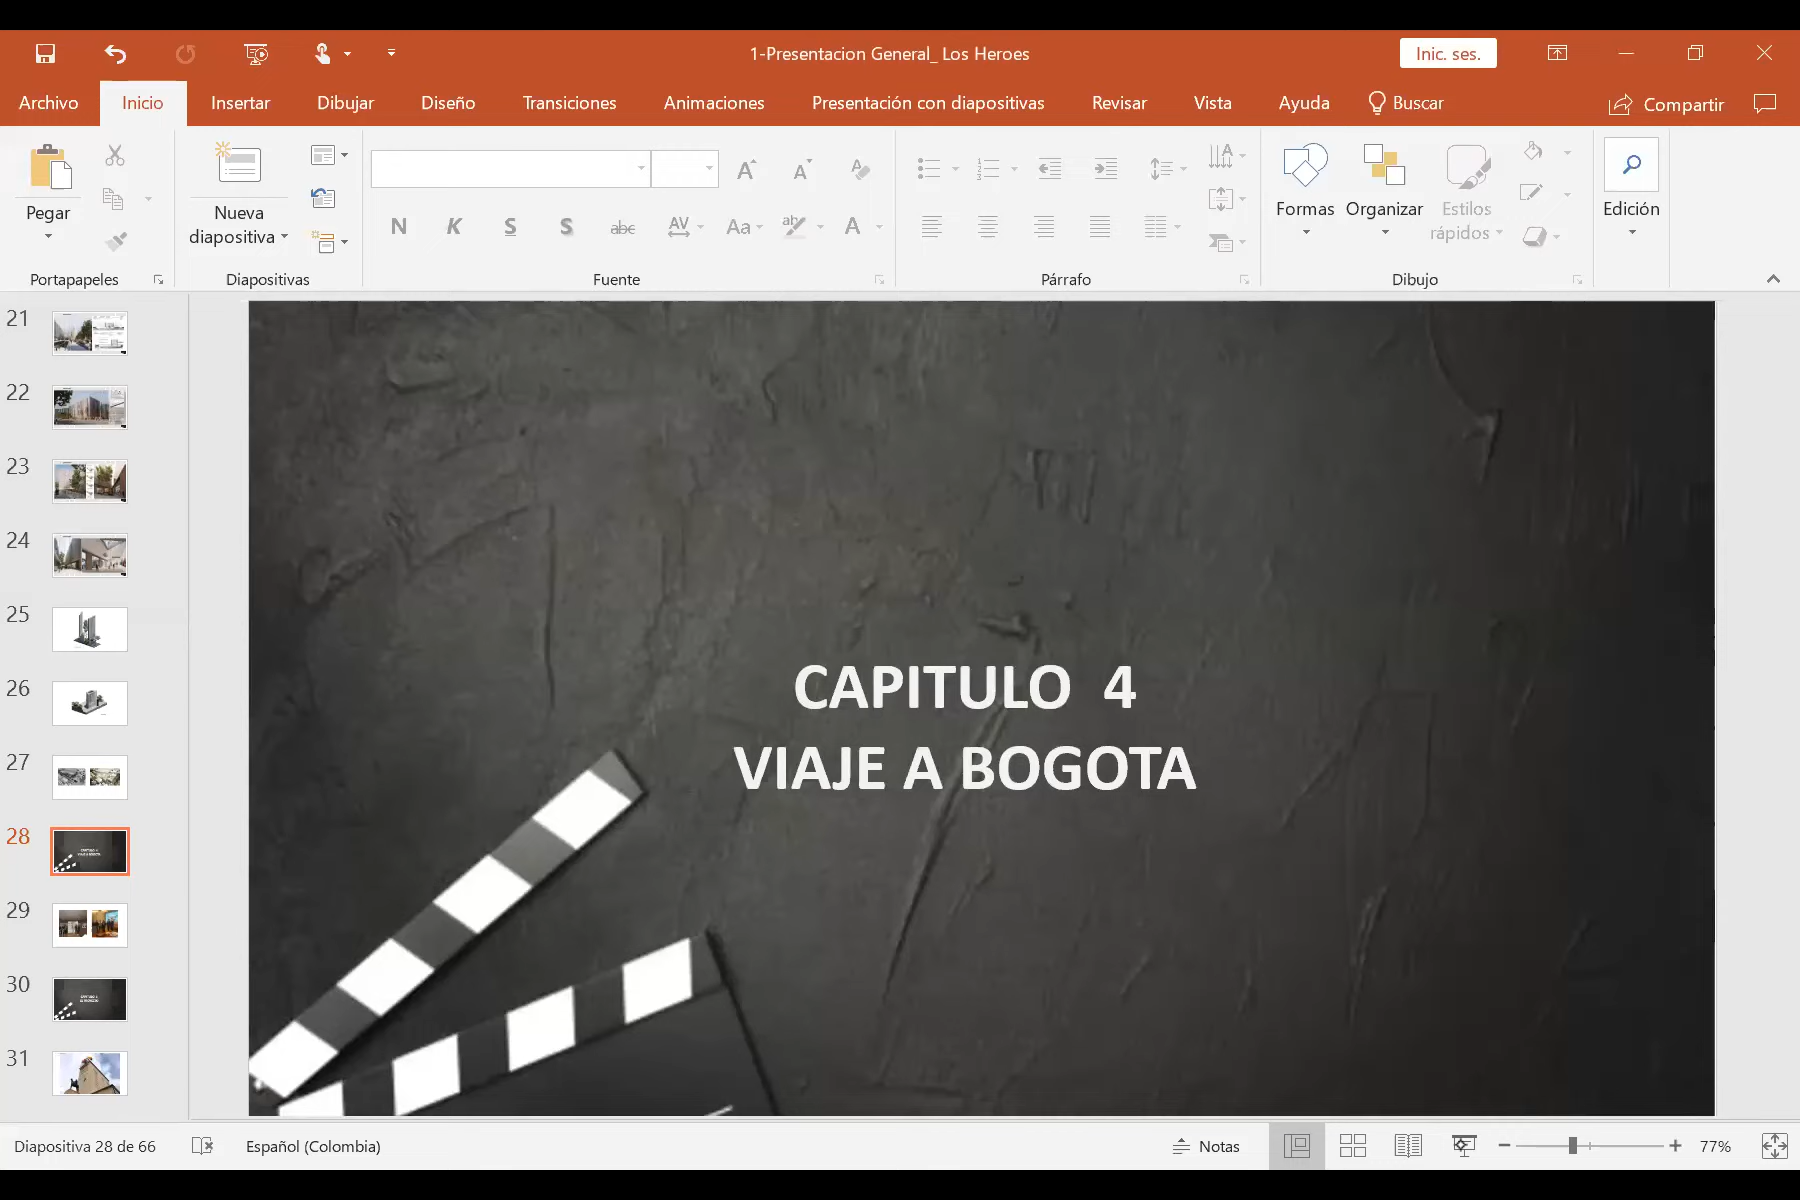 1-Presentacion General_ Los Heroes
Inic. ses.
Archivo Inicio Insertar Dibujar Diseño Transiciones Animaciones Presentación con diapositivas Revisar Vista Ayuda Buscar Compartir
Pegar
Nueva
diapositiva
N K S S abc AV Aa ab A
Formas Organizar Estilos
rápidos
Edición
Portapapeles Diapositivas Fuente Párrafo Dibujo
21
22
23
24
25
26
27
28
29
30
31
CAPITULO 4
VIAJE A BOGOTA
Diapositiva 28 de 66 Español (Colombia) Notas 77%